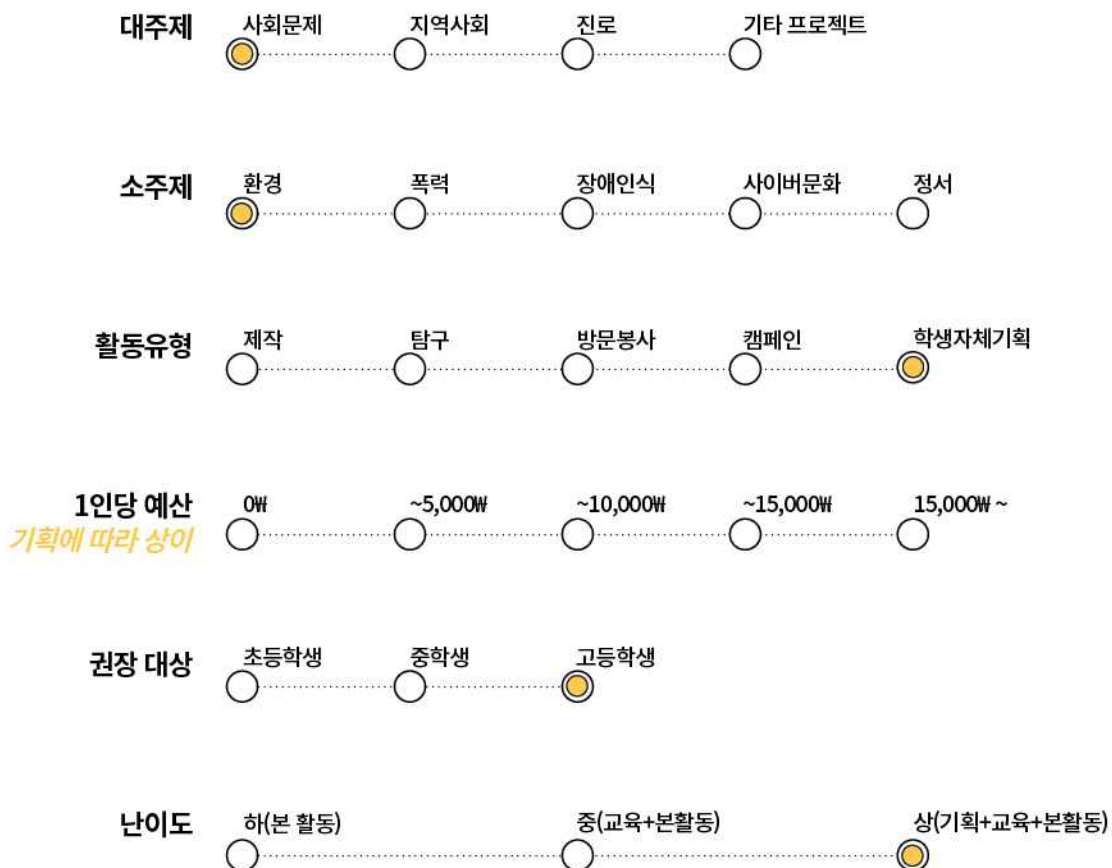 대주제 사회문제 지역사회 진로 기타 프로젝트
소주제 환경 폭력 장애인식 사이버문화 정서
활동유형 제작 탐구 방문봉사 캠페인 학생자체기획
1인당 예산 0₩ ~5,000₩ ~10,000₩ ~15,000₩ 15,000₩ ~
기획에 따라 상이
권장 대상 초등학생 중학생 고등학생
난이도 하(본 활동) 중(교육+본활동) 상(기획+교육+본활동)